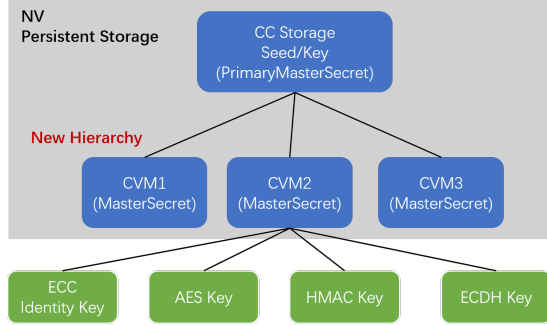 NV
Persistent Storage
CC Storage
Seed/Key
(PrimaryMasterSecret)
New Hierarchy
CVM1
(MasterSecret)
CVM2
(MasterSecret)
CVM3
(MasterSecret)
ECC
Identity Key
AES Key
HMAC Key
ECDH Key